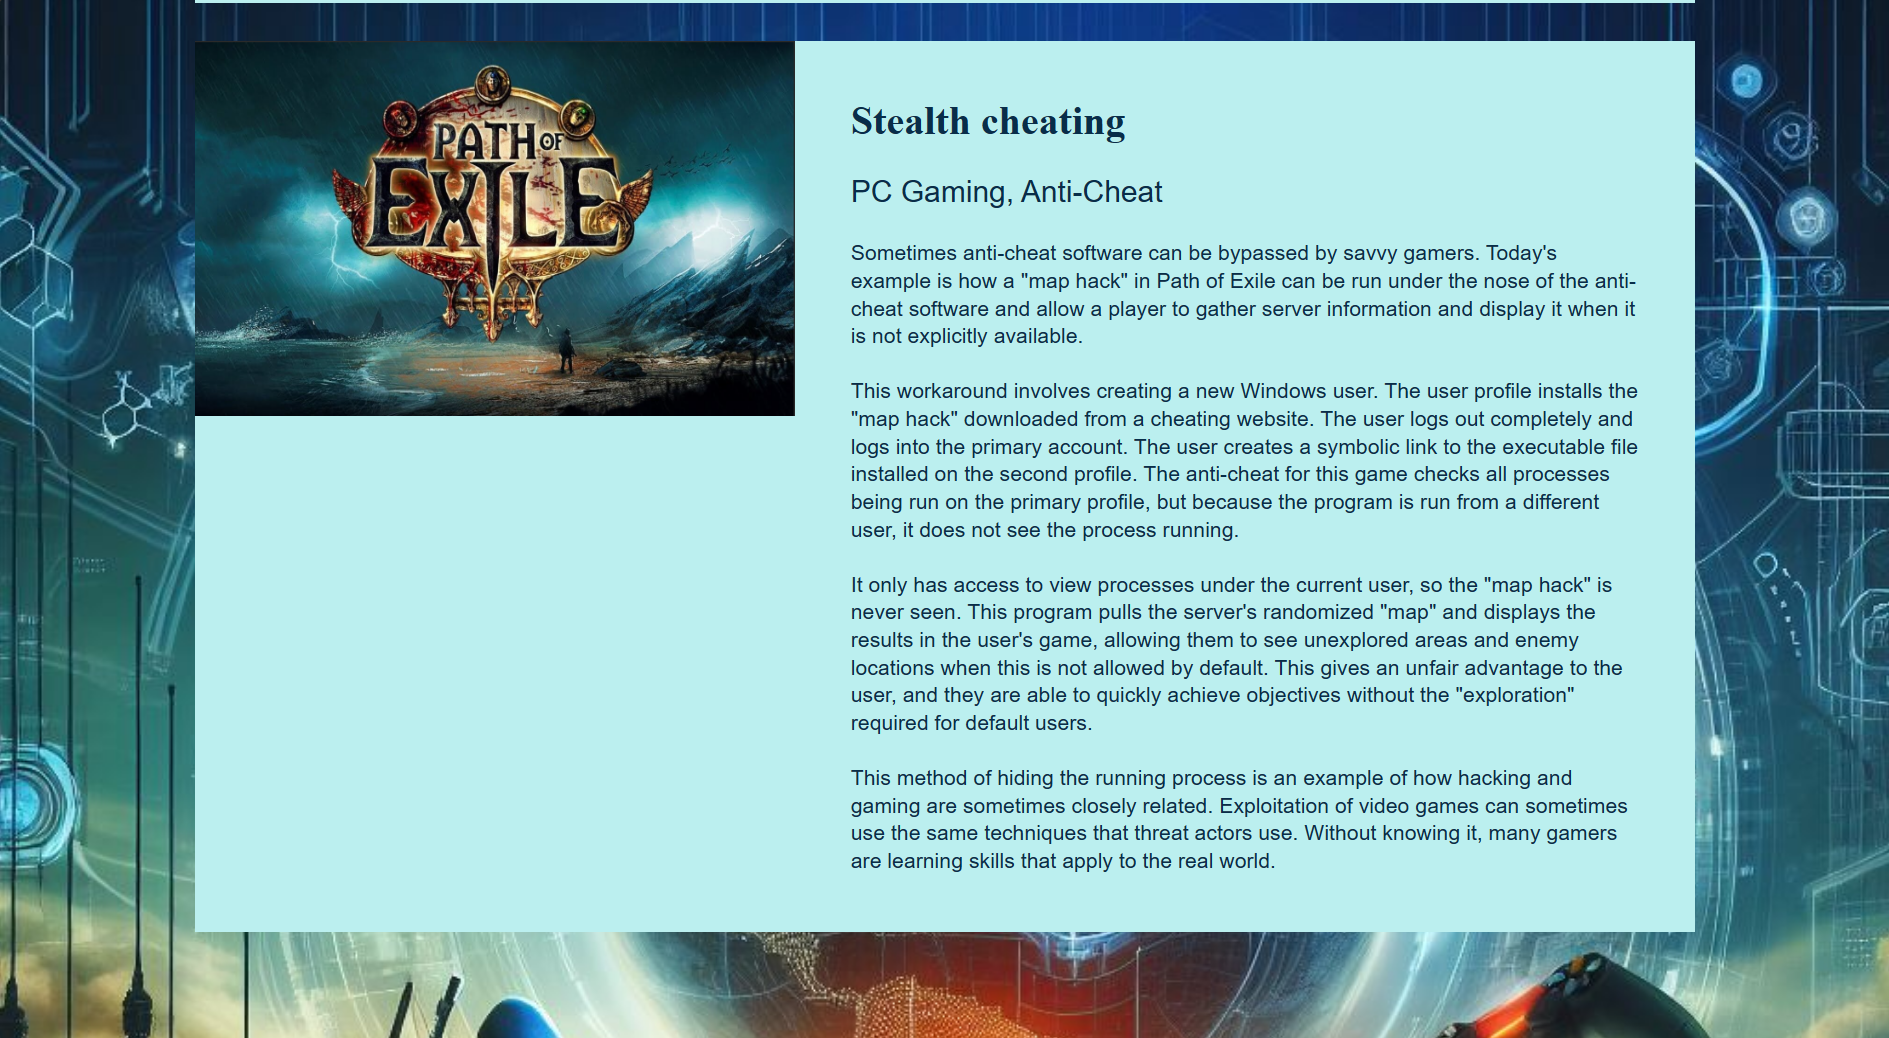 PATH OF
EXILE
Stealth cheating
PC Gaming, Anti-Cheat
Sometimes anti-cheat software can be bypassed by savvy gamers. Today's
example is how a "map hack" in Path of Exile can be run under the nose of the anti-
cheat software and allow a player to gather server information and display it when it
is not explicitly available.
This workaround involves creating a new Windows user. The user profile installs the
"map hack" downloaded from a cheating website. The user logs out completely and
logs into the primary account. The user creates a symbolic link to the executable file
installed on the second profile. The anti-cheat for this game checks all processes
being run on the primary profile, but because the program is run from a different
user, it does not see the process running.
It only has access to view processes under the current user, so the "map hack" is
never seen. This program pulls the server's randomized "map" and displays the
results in the user's game, allowing them to see unexplored areas and enemy
locations when this is not allowed by default. This gives an unfair advantage to the
user, and they are able to quickly achieve objectives without the "exploration"
required for default users.
This method of hiding the running process is an example of how hacking and
gaming are sometimes closely related. Exploitation of video games can sometimes
use the same techniques that threat actors use. Without knowing it, many gamers
are learning skills that apply to the real world.